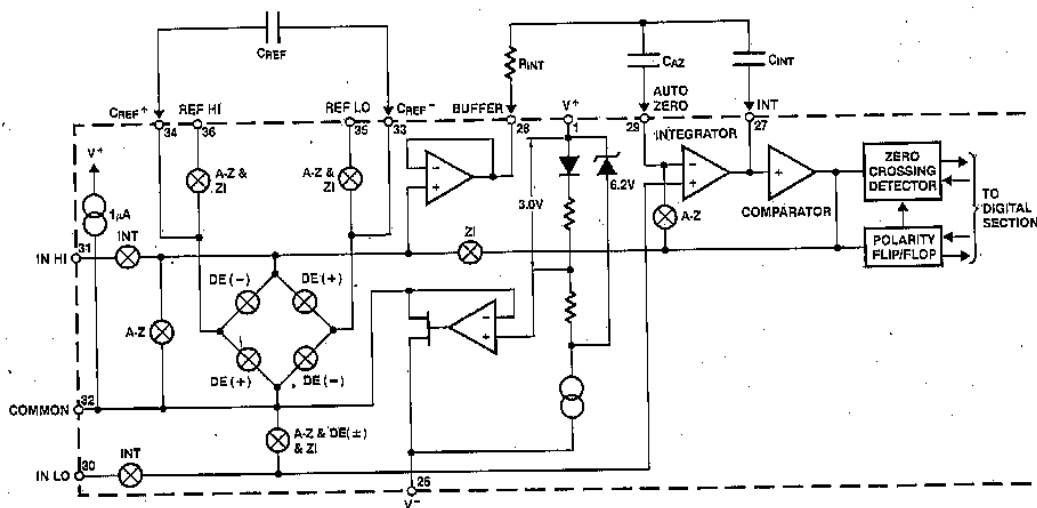 CREF
RINT
CAZ
CINT
CREF+
REF HI
REF LO
CREF-
BUFFER
V+
AUTO
ZERO
INT
34
36
35
33
28
1
29
INTEGRATOR
27
V+
A-Z &
ZI
A-Z &
ZI
-
+
3.0V
6.2V
-
+
+
ZERO
CROSSING
DETECTOR
1μA
A-Z
COMPARATOR
TO
DIGITAL
SECTION
31
INT
IN HI
ZI
POLARITY
FLIP/FLOP
DE(-)
DE(+)
A-Z
-
+
DE(+)
DE(-)
32
COMMON
A-Z & DE(±)
& ZI
30
INT
IN LO
26
V-